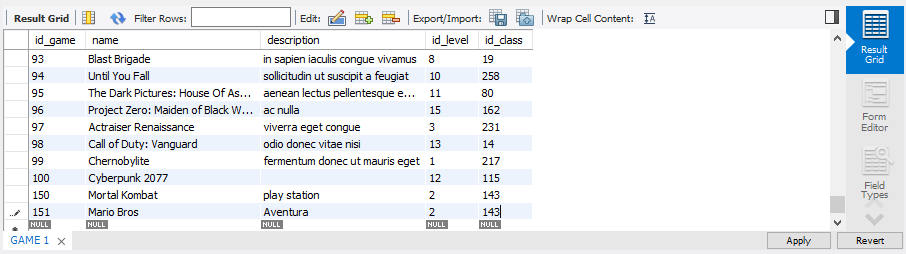 Result Grid Filter Rows: Edit: Export/Import: Wrap Cell Content: IA
id_game name description id_level id_class
93 Blast Brigade in sapien iaculis congue vivamus 8 19
94 Until You Fall sollicitudin ut suscipit a feugiat 10 258
95 The Dark Pictures: House Of As... aenean lectus pellentesque e... 11 80
96 Project Zero: Maiden of Black W... ac nulla 15 162
97 Actraiser Renaissance viverra eget congue 3 231
98 Call of Duty: Vanguard odio donec vitae nisi 13 14
99 Chernobylite fermentum donec ut mauris eget 1 217
100 Cyberpunk 2077 12 115
150 Mortal Kombat play station 2 143
151 Mario Bros Aventura 2 143
NULL NULL NULL NULL NULL
Result
Grid
Form
Editor
Field
Types
GAME 1 Apply Revert